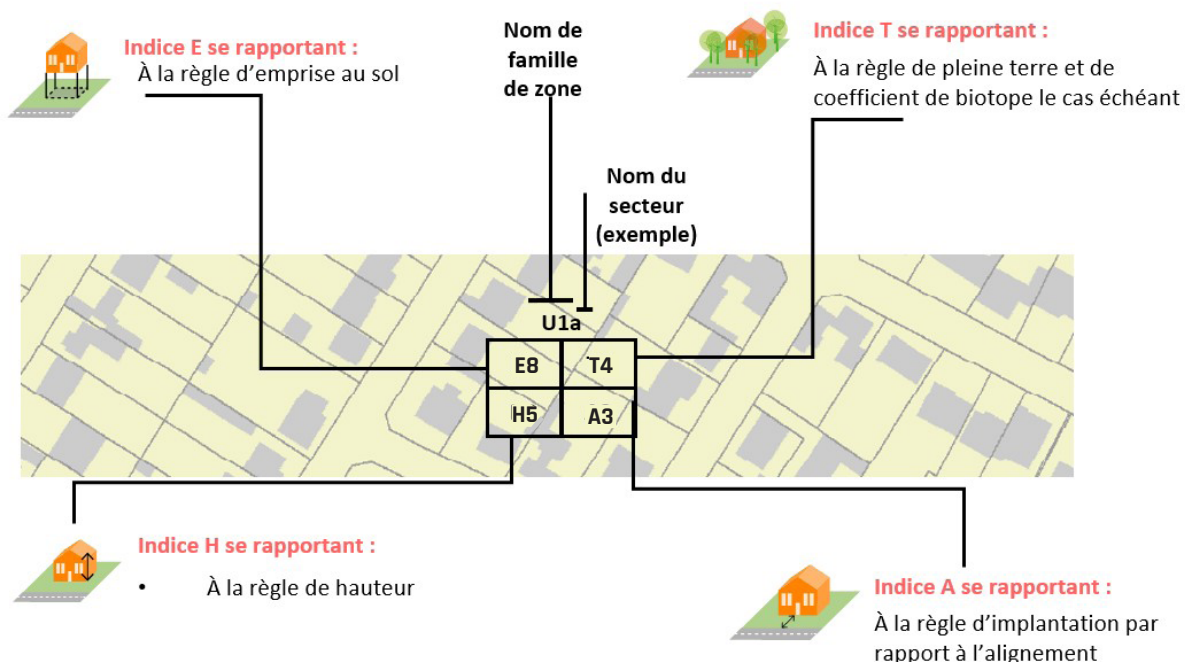 Indice E se rapportant :
À la règle d'emprise au sol
Nom de
famille
de zone
Indice T se rapportant :
À la règle de pleine terre et de
coefficient de biotope le cas échéant
Nom du
secteur
(exemple)
U1a
E8 T4
H5 A3
Indice H se rapportant :
• À la règle de hauteur
Indice A se rapportant :
À la règle d'implantation par
rapport à l'alignement